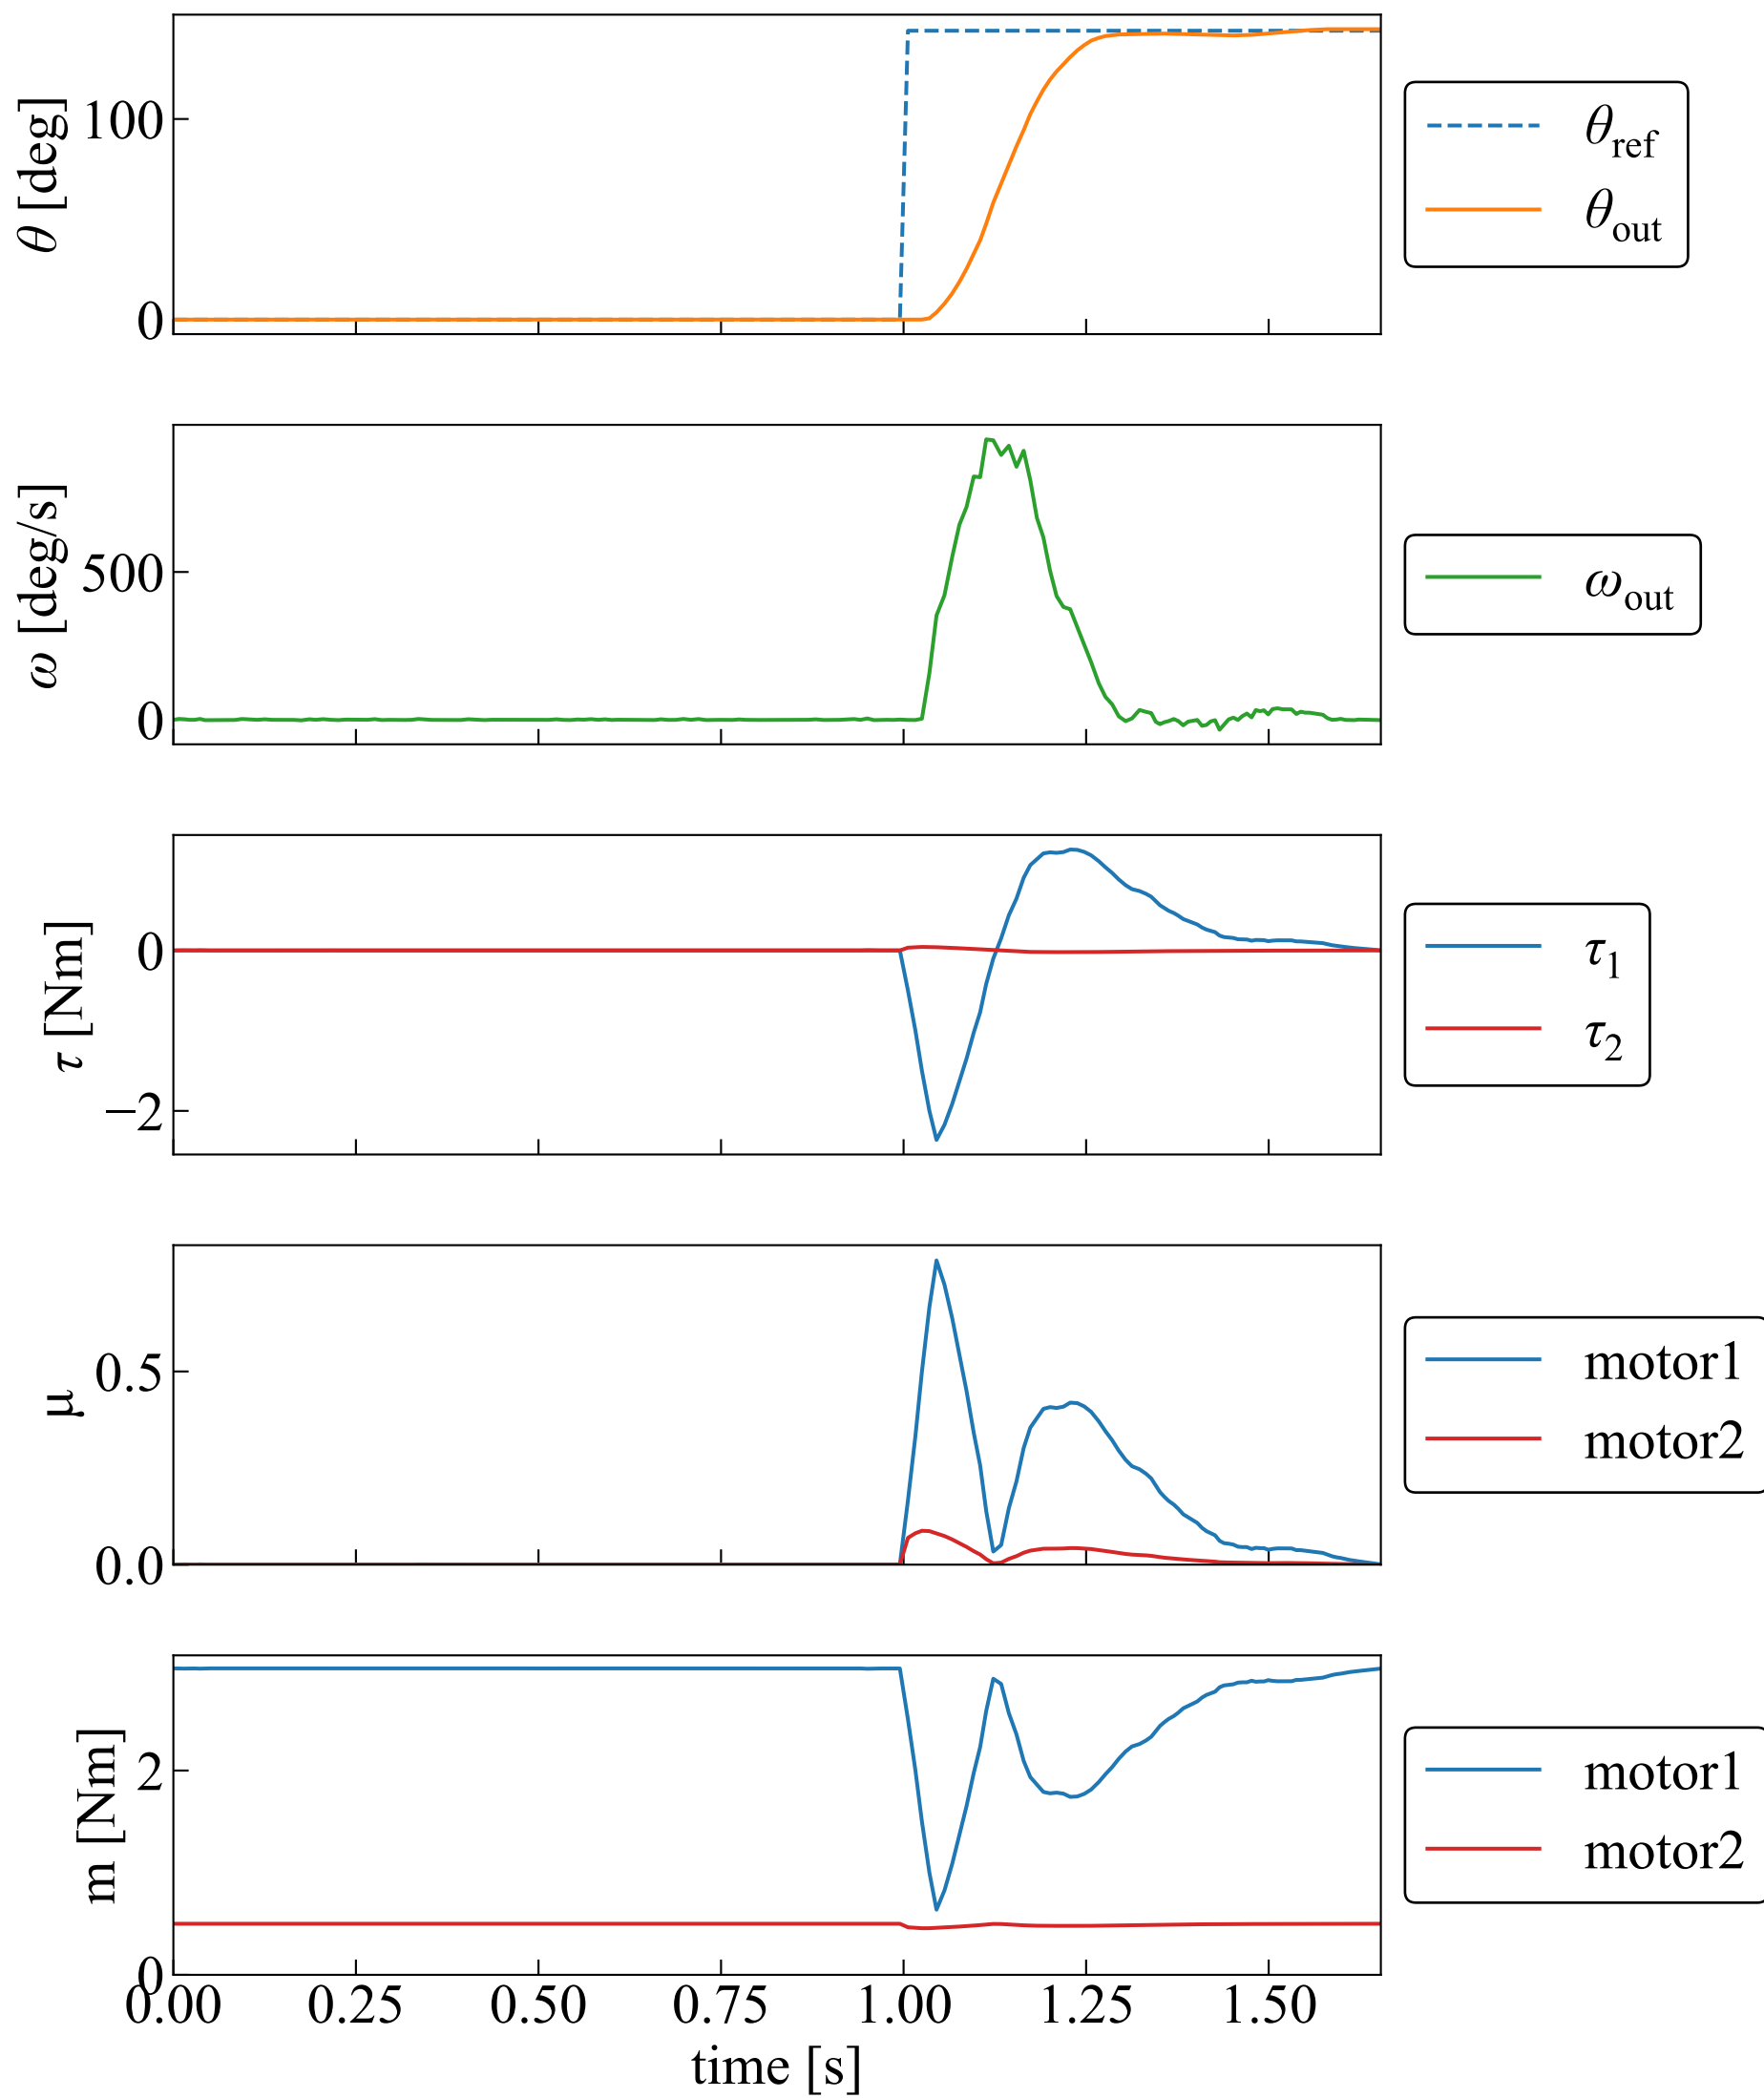 θ [deg]
100
0
θref
θout
ω [deg/s]
500
0
ωout
τ [Nm]
0
−2
τ1
τ2
μ
0.5
0.0
motor1
motor2
m [Nm]
2
0
motor1
motor2
0.00 0.25 0.50 0.75 1.00 1.25 1.50
time [s]